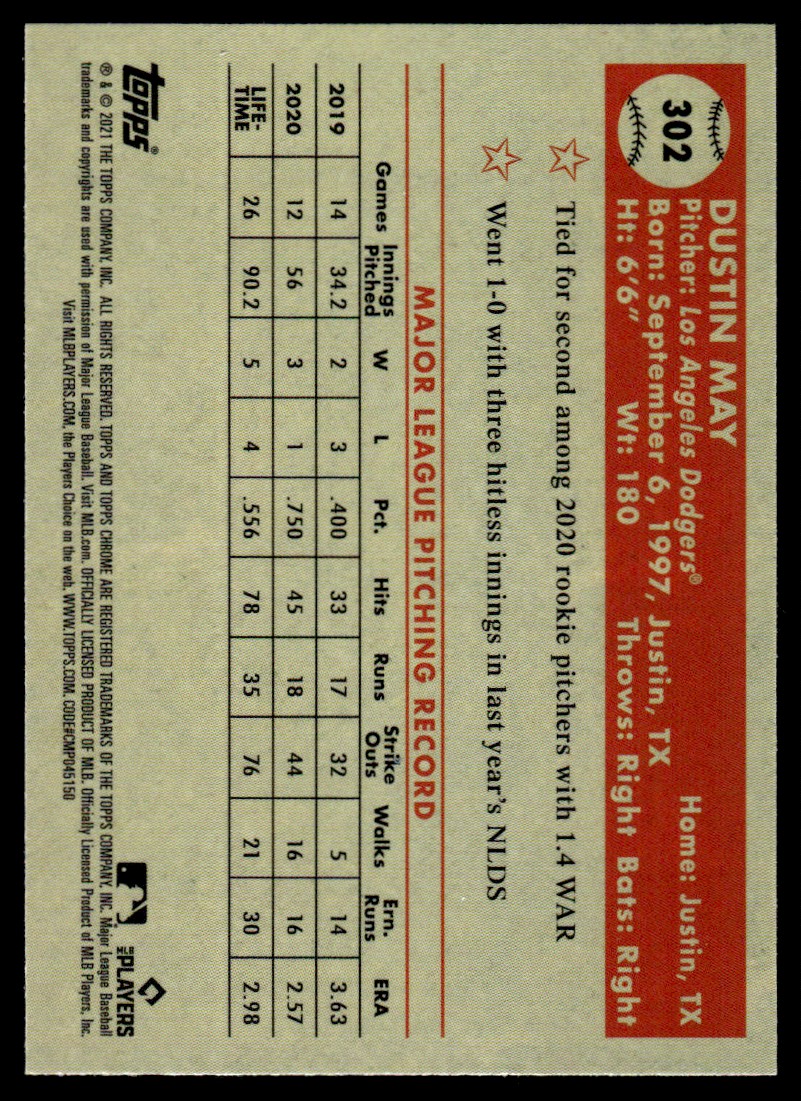 302
DUSTIN MAY
Pitcher: Los Angeles Dodgers® Home: Justin, TX
Born: September 6, 1997, Justin, TX
Ht: 6'6" Wt: 180 Throws: Right Bats: Right
Tied for second among 2020 rookie pitchers with 1.4 WAR
Went 1-0 with three hitless innings in last year's NLDS
MAJOR LEAGUE PITCHING RECORD
Games Innings Pitched W L Pct. Hits Runs Strike Outs Walks Ern. Runs ERA
2019 14 34.2 2 3 .400 33 17 32 5 14 3.63
2020 12 56 3 1 .750 45 18 44 16 16 2.57
LIFE-TIME 26 90.2 5 4 .556 78 35 76 21 30 2.98
topps®
MLB PLAYERS
® & © 2021 THE TOPPS COMPANY, INC. ALL RIGHTS RESERVED. TOPPS AND TOPPS CHROME ARE REGISTERED TRADEMARKS OF THE TOPPS COMPANY, INC. Major League Baseball
trademarks and copyrights are used with permission of Major League Baseball. Visit MLB.com. OFFICIALLY LICENSED PRODUCT OF MLB. Officially Licensed Product of MLB Players, Inc.
Visit MLBPLAYERS.COM, the Players Choice on the web. WWW.TOPPS.COM. CODE#CMP045150